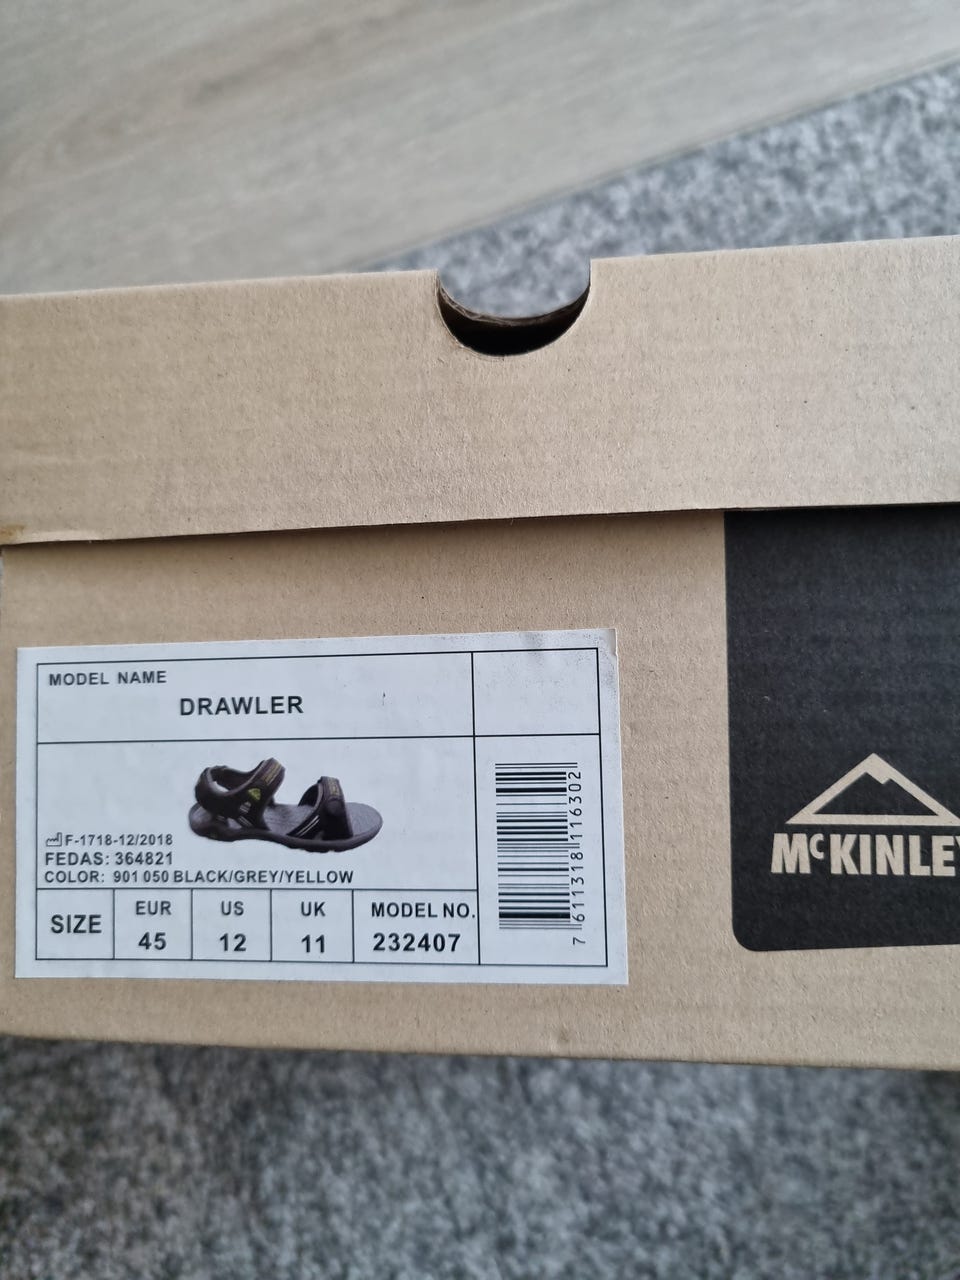 MODEL NAME
DRAWLER
F-1718-12/2018
FEDAS: 364821
COLOR: 901 050 BLACK/GREY/YELLOW
SIZE
EUR
45
US
12
UK
11
MODEL NO.
232407
7 611318 116302
MCKINLEY